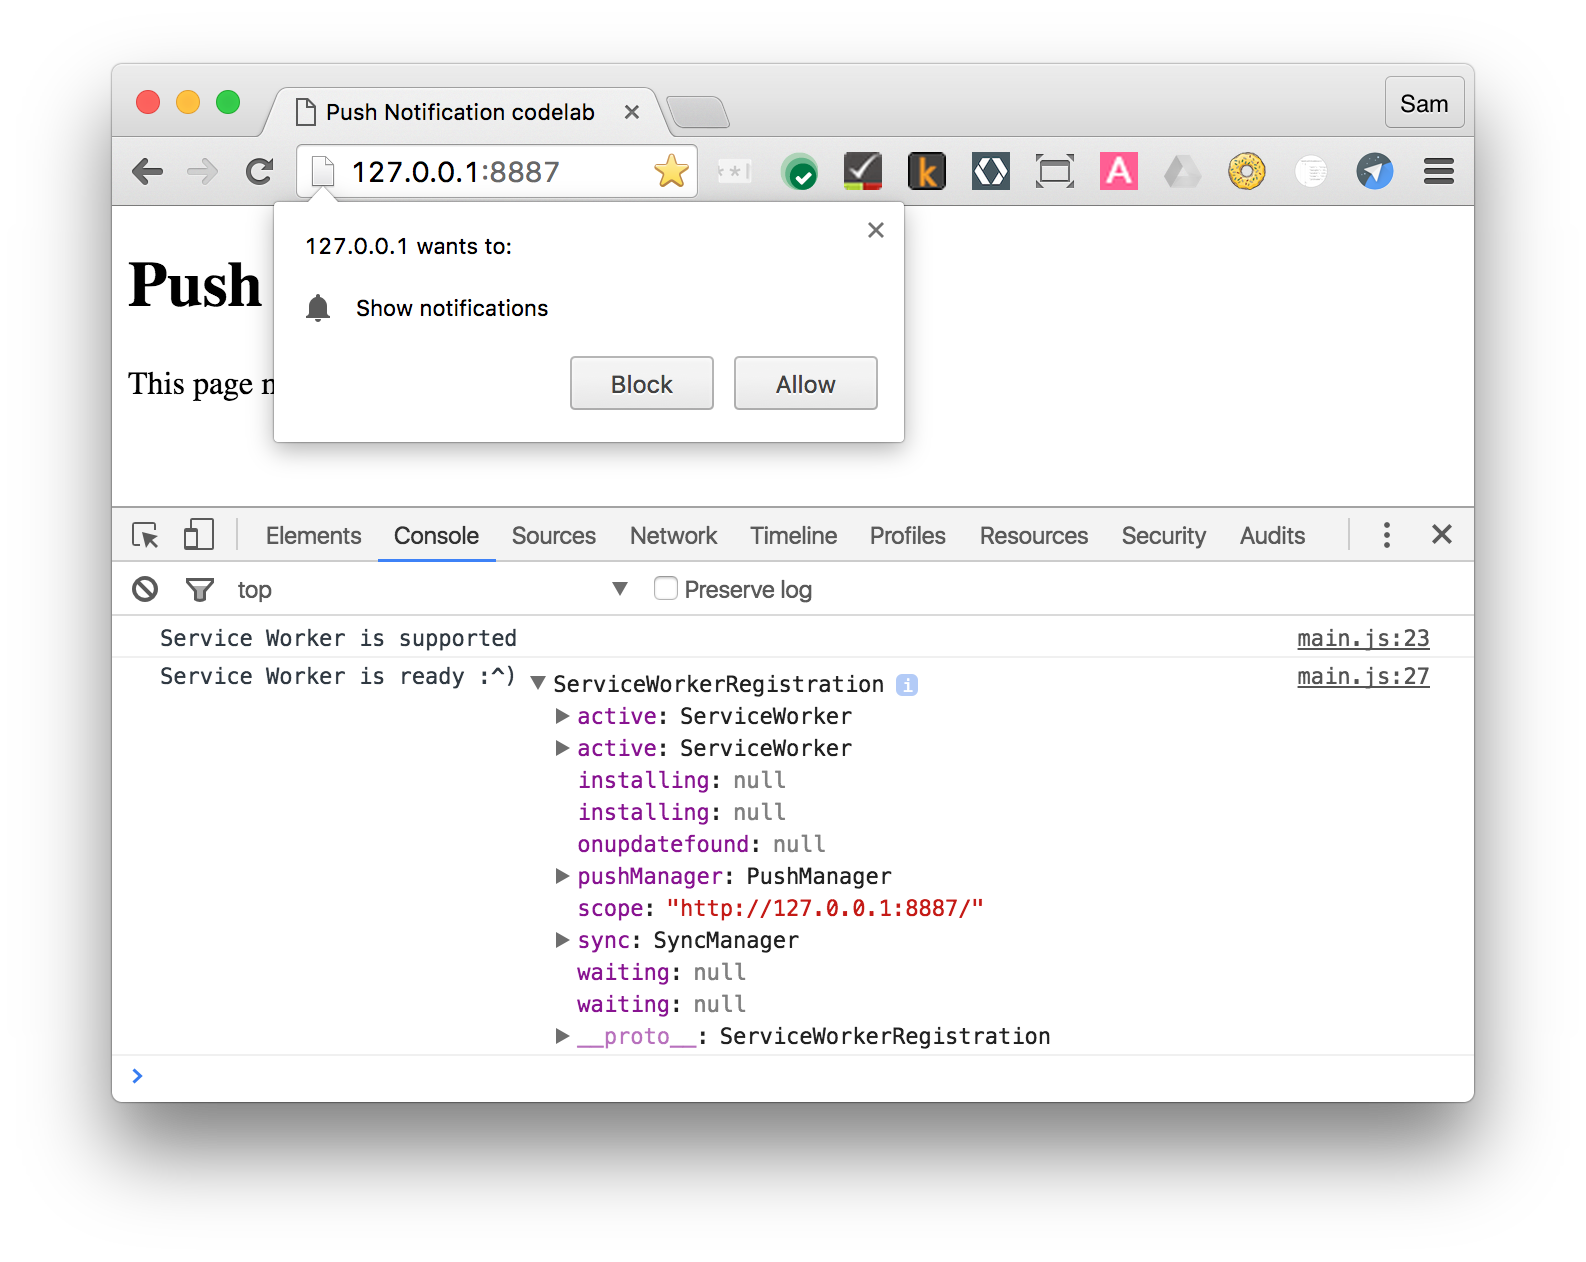 Push Notification codelab
Sam
127.0.0.1:8887
k
A
127.0.0.1 wants to:
Show notifications
Block Allow
Push
This page
Elements Console Sources Network Timeline Profiles Resources Security Audits
top Preserve log
Service Worker is supported main.js:23
Service Worker is ready :^) ▼ ServiceWorkerRegistration i main.js:27
▶ active: ServiceWorker
▶ active: ServiceWorker
installing: null
installing: null
onupdatefound: null
▶ pushManager: PushManager
scope: "http://127.0.0.1:8887/"
▶ sync: SyncManager
waiting: null
waiting: null
▶ __proto__: ServiceWorkerRegistration
>